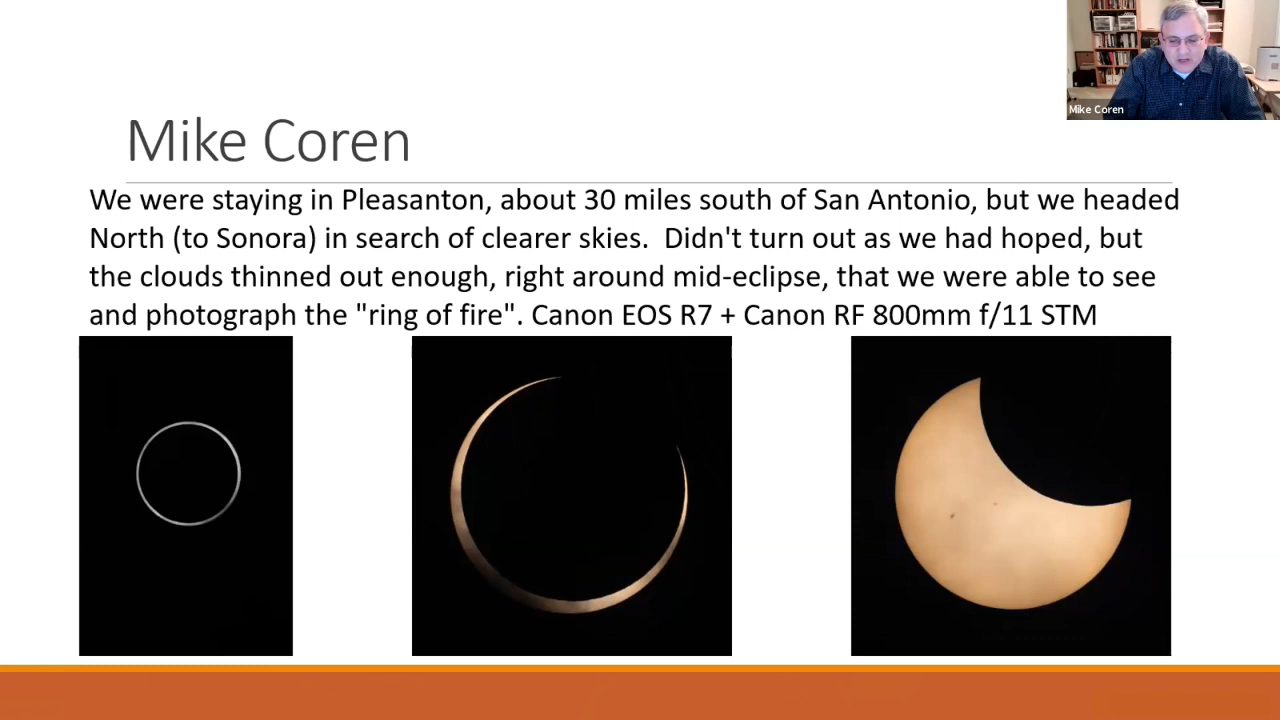 Mike Coren
Mike Coren
We were staying in Pleasanton, about 30 miles south of San Antonio, but we headed
North (to Sonora) in search of clearer skies.  Didn't turn out as we had hoped, but
the clouds thinned out enough, right around mid-eclipse, that we were able to see
and photograph the "ring of fire". Canon EOS R7 + Canon RF 800mm f/11 STM